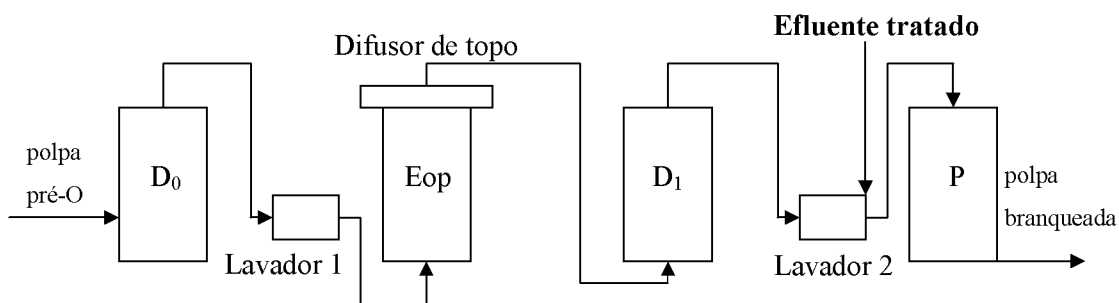 Efluente tratado
Difusor de topo
polpa
pré-O
D₀
Eop
D₁
P
polpa
branqueada
Lavador 1
Lavador 2